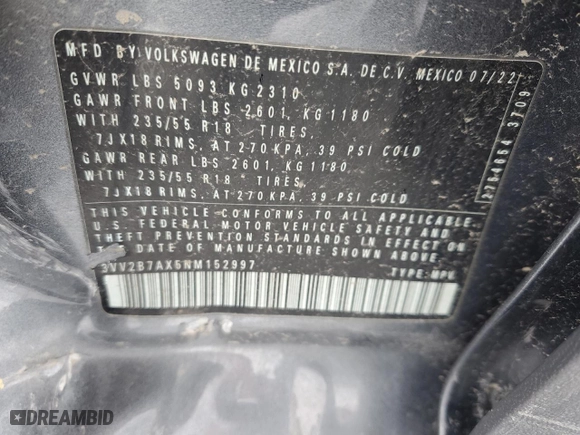 MFD BY/VOLKSWAGEN DE MEXICO S.A. DE C.V. MEXICO 07/22
GVWR LBS 5093 KG 2310
GAWR FRONT LBS 2601, KG 1180
WITH 235/55 R18 TIRES,
7JX18 RIMS, AT 270KPA, 39 PSI COLD
GAWR REAR LBS 2601, KG 1180,
WITH 235/55 R18 TIRES,
7JX18 RIMS, AT 270KPA, 39 PSI COLD
THIS VEHICLE CONFORMS TO ALL APPLICABLE
U.S. FEDERAL MOTOR VEHICLE SAFETY AND
THEFT PREVENTION STANDARDS IN EFFECT ON
DATE OF MANUFACTURE SHOWN ABOVE.
3VV2B7AX6NM152997
TYPE: MPV
3709
DREAMBID